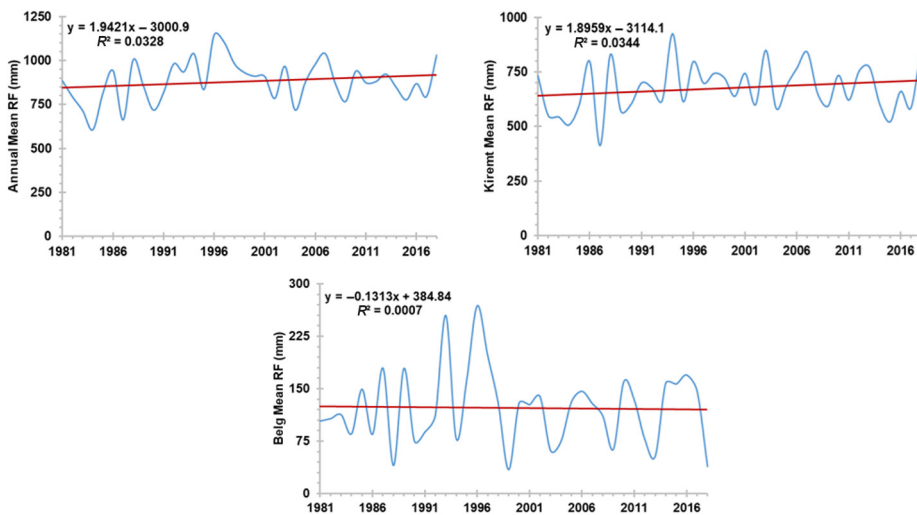 y = 1.9421x – 3000.9
R² = 0.0328
Annual Mean RF (mm)
1250
1000
750
500
250
0
1981 1986 1991 1996 2001 2006 2011 2016
y = 1.8959x – 3114.1
R² = 0.0344
Kiremt Mean RF (mm)
1000
750
500
250
0
1981 1986 1991 1996 2001 2006 2011 2016
y = –0.1313x + 384.84
R² = 0.0007
Belg Mean RF (mm)
300
225
150
75
0
1981 1986 1991 1996 2001 2006 2011 2016